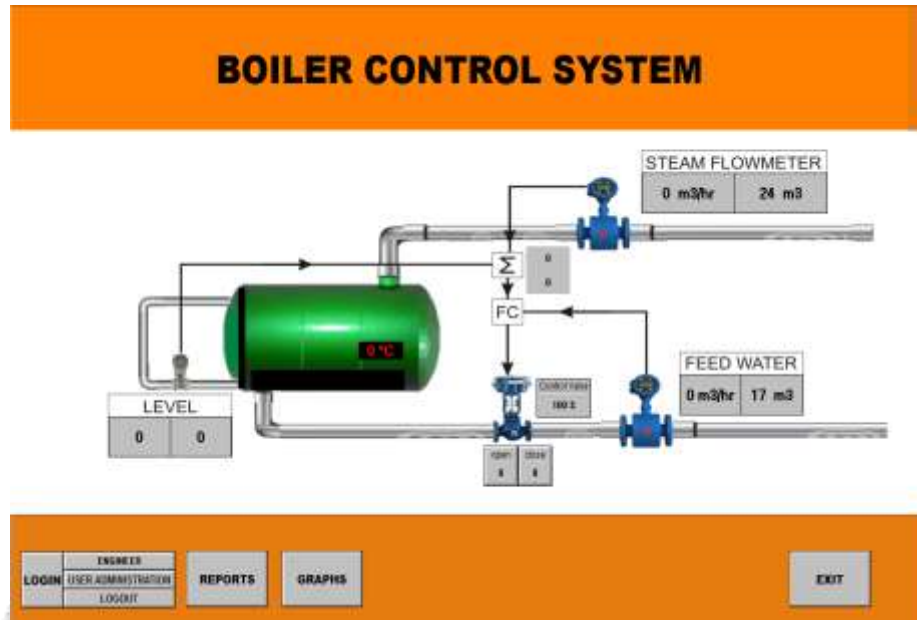 BOILER CONTROL SYSTEM
STEAM FLOWMETER
0 m3/hr 24 m3
Σ
0
0
FC
0 °C
FEED WATER
0 m3/hr 17 m3
Control Valve
100 %
LEVEL
0 0
open close
0 0
LOGIN
ENGINEER
USER ADMINISTRATION
LOGOUT
REPORTS
GRAPHS
EXIT